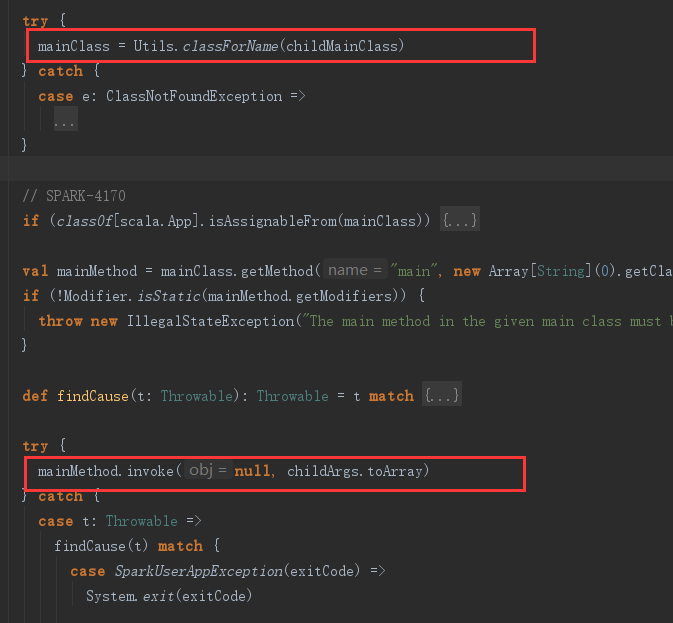 try {
mainClass = Utils.classForName(childMainClass)
} catch {
case e: ClassNotFoundException =>
...
}
// SPARK-4170
if (classOf[scala.App].isAssignableFrom(mainClass)) {...}
val mainMethod = mainClass.getMethod( name = "main", new Array[String](0).getCla
if (!Modifier.isStatic(mainMethod.getModifiers)) {
throw new IllegalStateException("The main method in the given main class must b
}
def findCause(t: Throwable): Throwable = t match {...}
try {
mainMethod.invoke( obj = null, childArgs.toArray)
} catch {
case t: Throwable =>
findCause(t) match {
case SparkUserAppException(exitCode) =>
System.exit(exitCode)